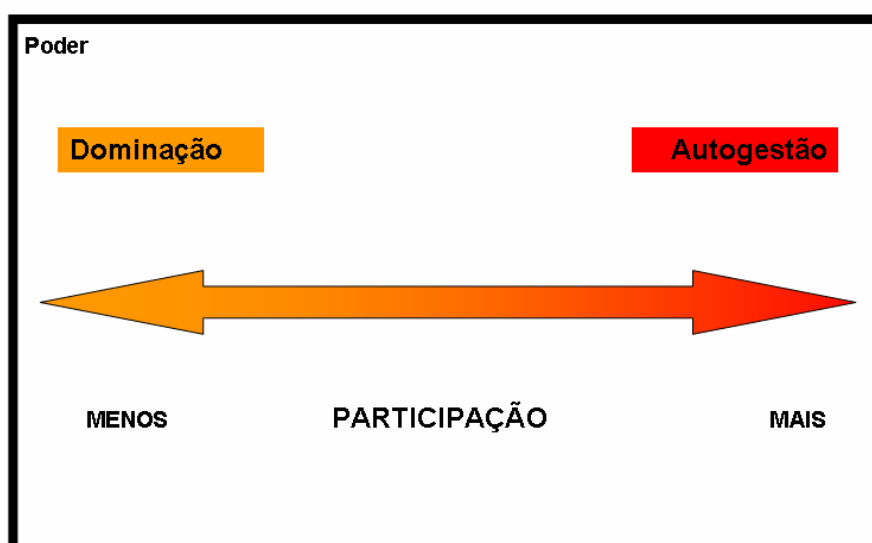 Poder
Dominação
Autogestão
MENOS
PARTICIPAÇÃO
MAIS